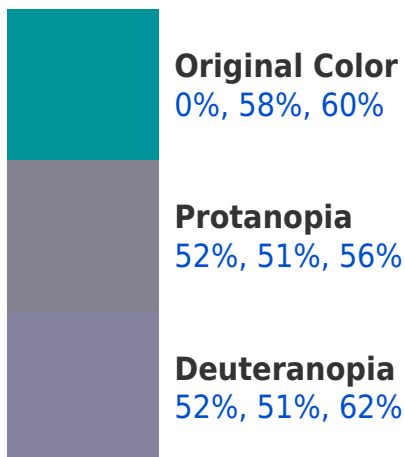 Original Color
0%, 58%, 60%
Protanopia
52%, 51%, 56%
Deuteranopia
52%, 51%, 62%